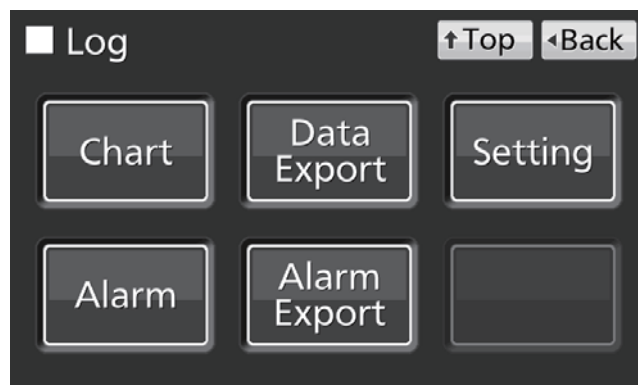 Log
↑Top
◂Back
Chart
Data
Export
Setting
Alarm
Alarm
Export